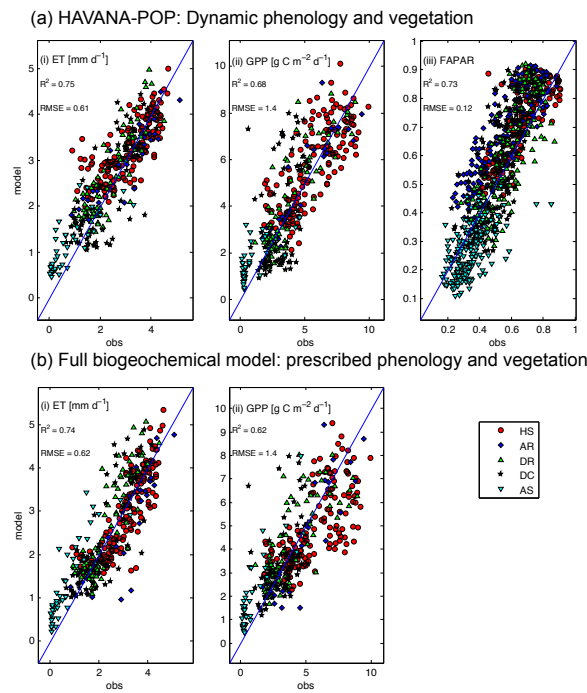 (a) HAVANA-POP: Dynamic phenology and vegetation
(i) ET [mm d⁻¹]
R² = 0.75
RMSE = 0.61
5
4
3
2
1
0
model
0 2 4
obs
(ii) GPP [g C m⁻² d⁻¹]
R² = 0.68
RMSE = 1.4
10
8
6
4
2
0
0 5 10
obs
(iii) FAPAR
R² = 0.73
RMSE = 0.12
1
0.9
0.8
0.7
0.6
0.5
0.4
0.3
0.2
0.1
0.2 0.4 0.6 0.8 1
obs
(b) Full biogeochemical model: prescribed phenology and vegetation
(i) ET [mm d⁻¹]
R² = 0.74
RMSE = 0.62
5
4
3
2
1
0
model
0 2 4
obs
(ii) GPP [g C m⁻² d⁻¹]
R² = 0.62
RMSE = 1.4
10
9
8
7
6
5
4
3
2
1
0
0 5 10
obs
HS
AR
DR
DC
AS